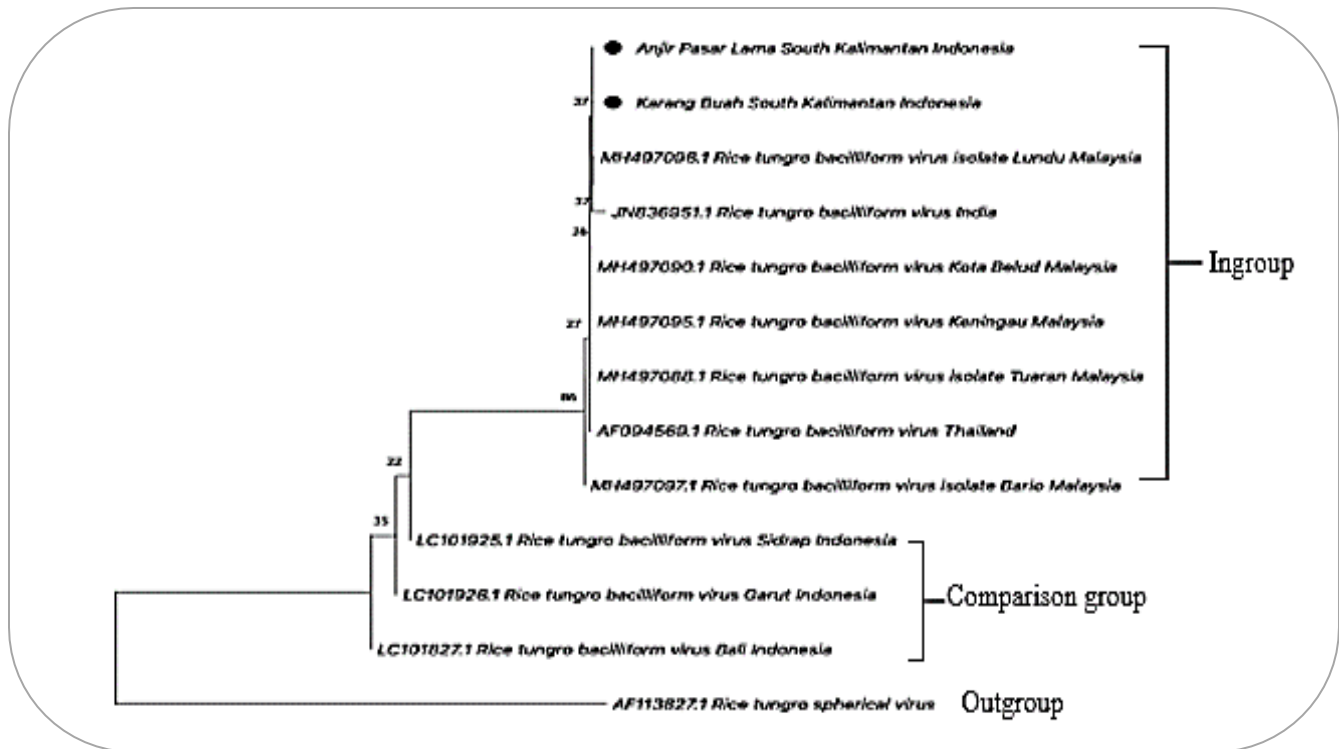 Anjir Pasar Lama South Kalimantan Indonesia
37
Karang Buah South Kalimantan Indonesia
MH497096.1 Rice tungro bacilliform virus isolate Lundu Malaysia
37
JN836951.1 Rice tungro bacilliform virus India
26
MH497090.1 Rice tungro bacilliform virus Kota Belud Malaysia
Ingroup
27
MH497095.1 Rice tungro bacilliform virus Keningau Malaysia
MH497088.1 Rice tungro bacilliform virus isolate Tuaran Malaysia
86
AF094569.1 Rice tungro bacilliform virus Thailand
22
MH497097.1 Rice tungro bacilliform virus isolate Bario Malaysia
35
LC101925.1 Rice tungro bacilliform virus Sidrap Indonesia
LC101926.1 Rice tungro bacilliform virus Garut Indonesia
Comparison group
LC101827.1 Rice tungro bacilliform virus Bali Indonesia
AF113827.1 Rice tungro spherical virus
Outgroup